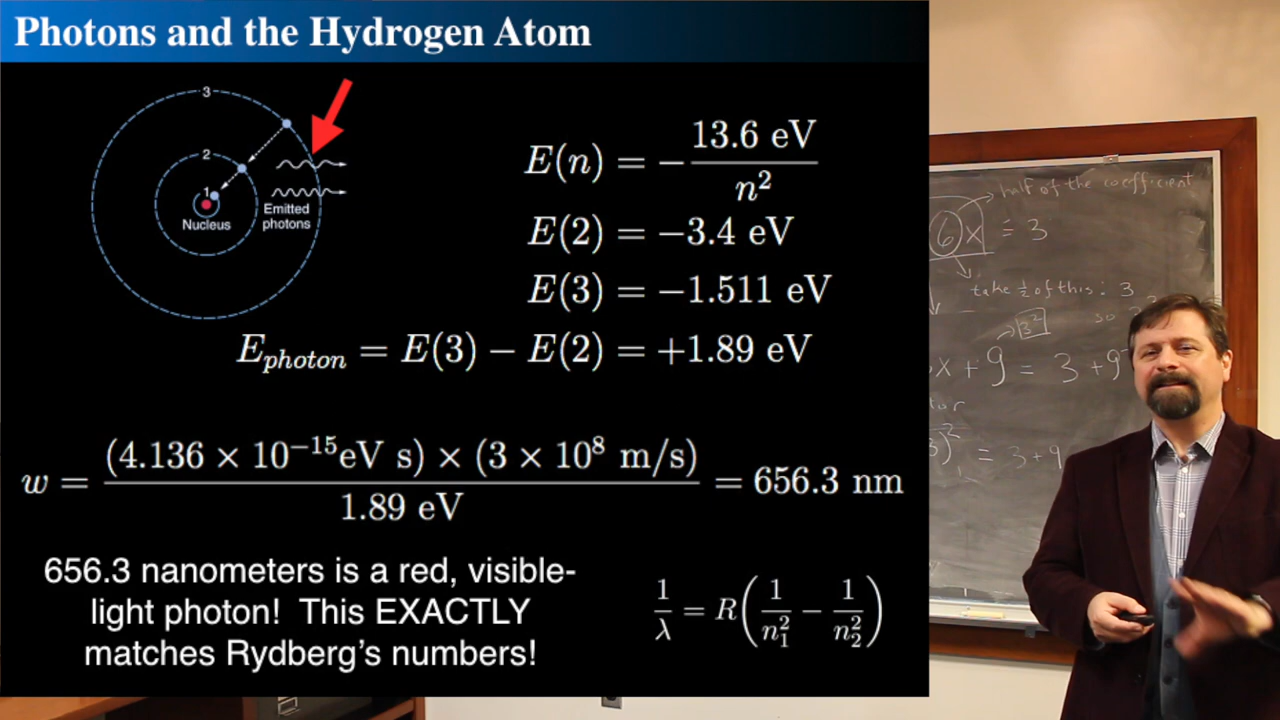 Photons and the Hydrogen Atom
3
2
1
Nucleus
Emitted
photons
E(n) = −13.6 eV/n²
E(2) = −3.4 eV
E(3) = −1.511 eV
E_photon = E(3) − E(2) = +1.89 eV
w = (4.136 × 10⁻¹⁵eV s) × (3 × 10⁸ m/s)/1.89 eV = 656.3 nm
656.3 nanometers is a red, visible-
light photon! This EXACTLY
matches Rydberg's numbers!
1/λ = R(1/n₁² − 1/n₂²)
half of the coefficient
6x = 3
take ½ of this: 3
so
3²
x + 9 = 3 + 9
)² = 3+9